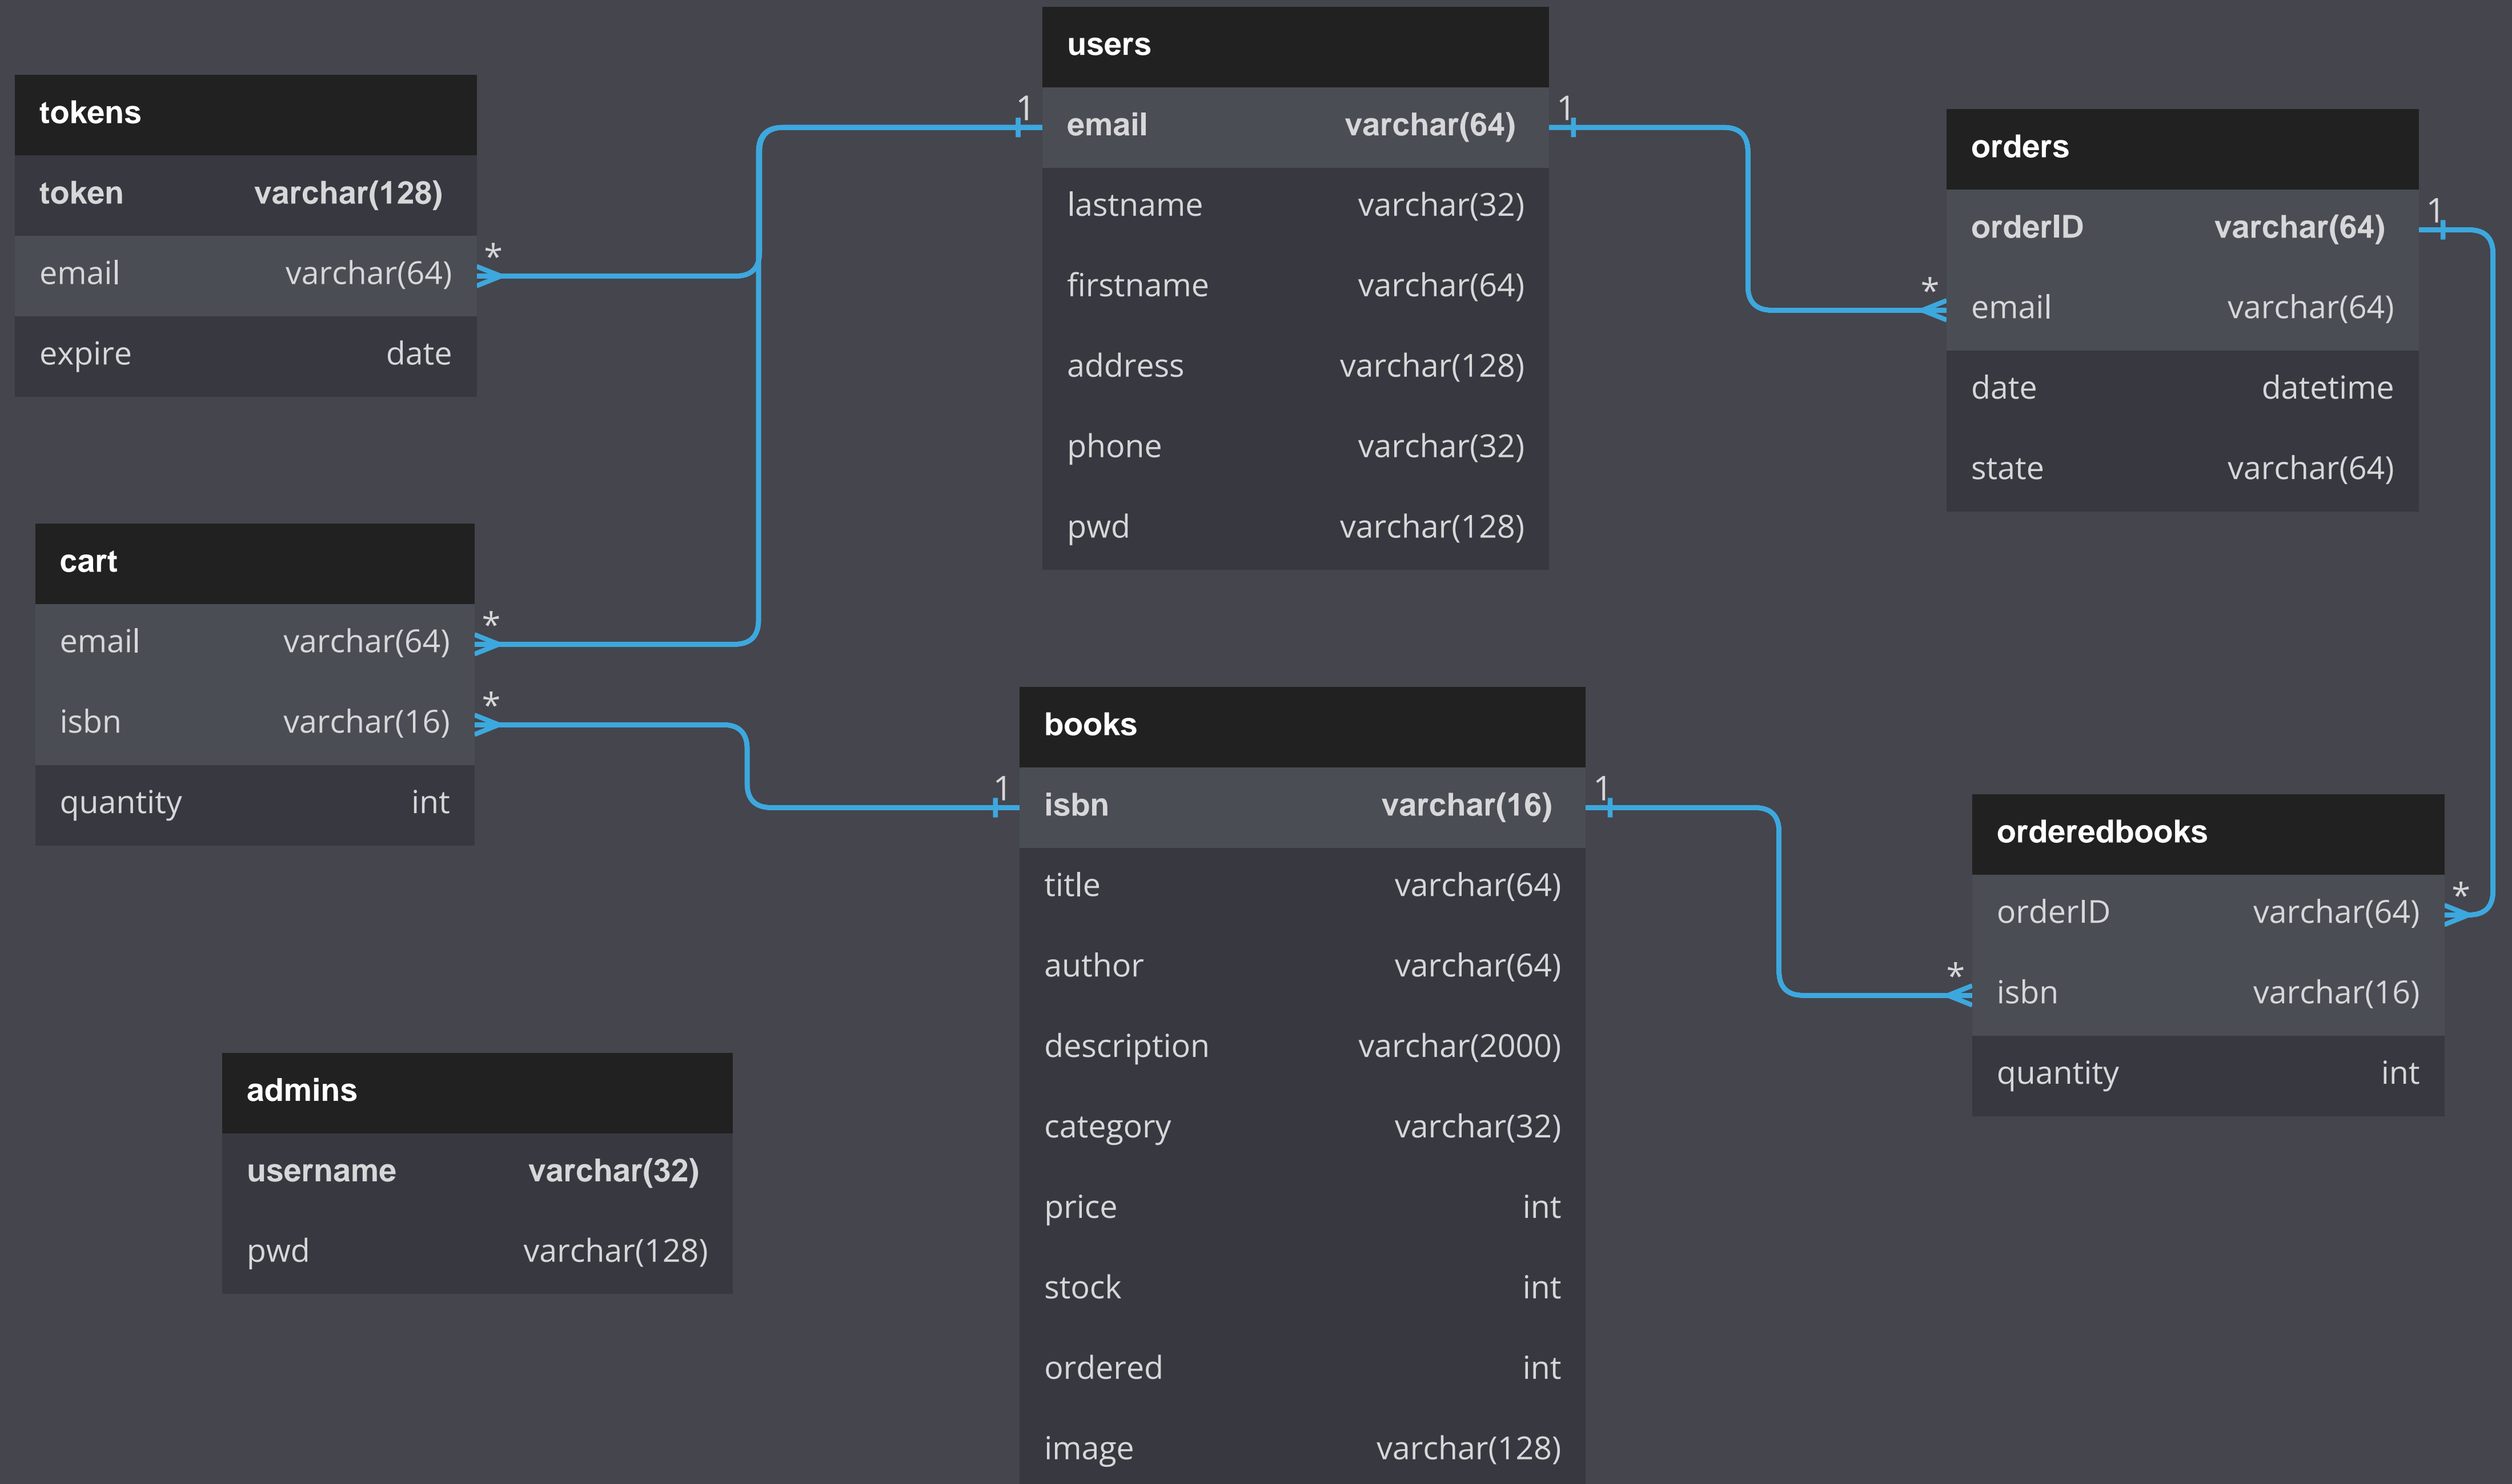 users
1 email varchar(64) 1
lastname varchar(32)
firstname varchar(64)
address varchar(128)
phone varchar(32)
pwd varchar(128)
tokens
token varchar(128)
email varchar(64) *
expire date
orders
orderID varchar(64) 1
* email varchar(64)
date datetime
state varchar(64)
cart
email varchar(64) *
isbn varchar(16) *
quantity int
books
1 isbn varchar(16) 1
title varchar(64)
author varchar(64)
description varchar(2000)
category varchar(32)
price int
stock int
ordered int
image varchar(128)
orderedbooks
orderID varchar(64) *
* isbn varchar(16)
quantity int
admins
username varchar(32)
pwd varchar(128)